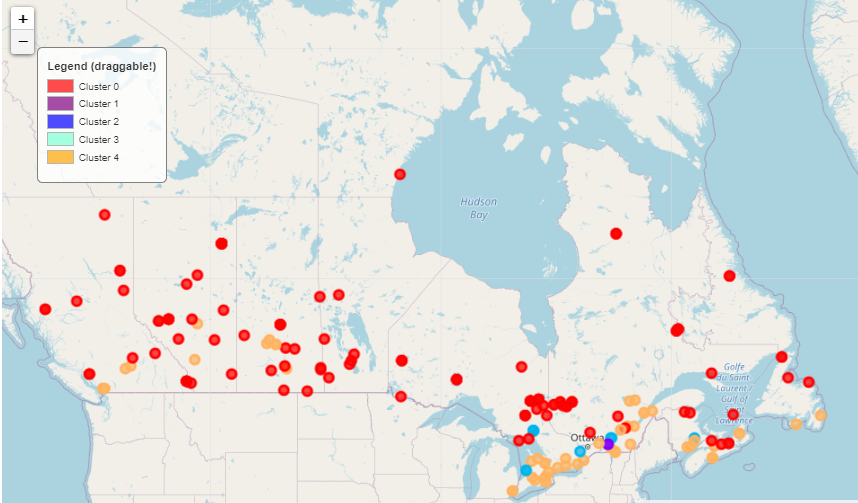 +
−
Legend (draggable!)
Cluster 0
Cluster 1
Cluster 2
Cluster 3
Cluster 4
Hudson
Bay
Golfe
du Saint
Laurent /
Gulf of
Saint
Lawrence
Ottawa